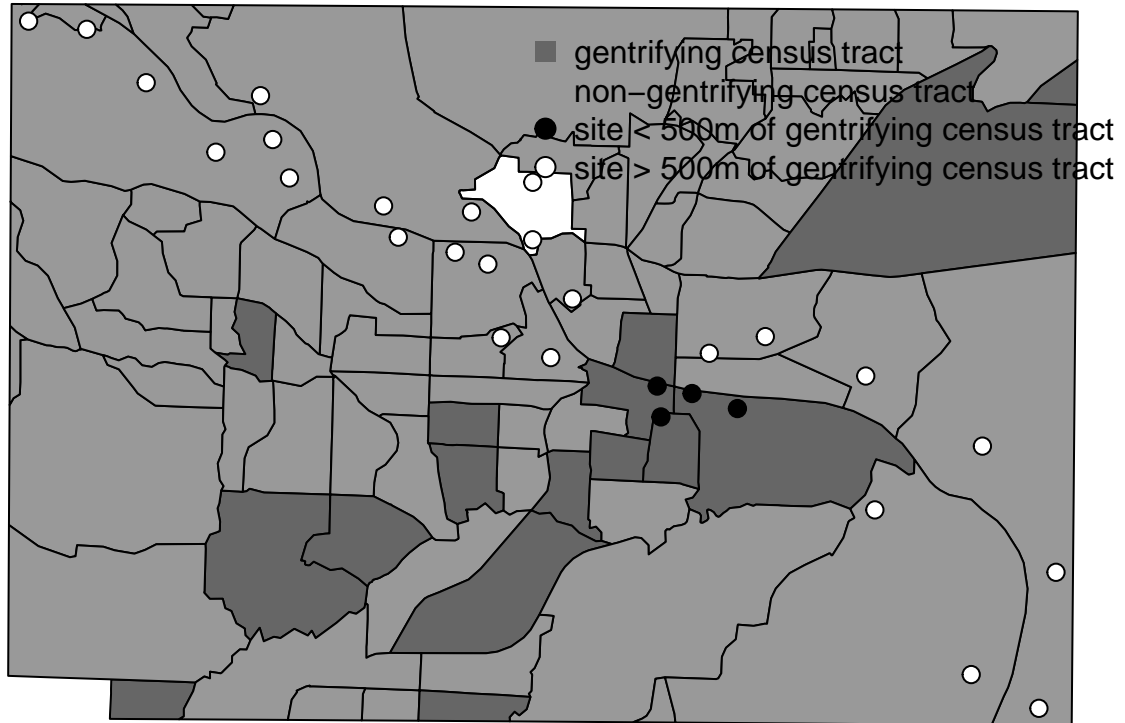 gentrifying census tract
non−gentrifying census tract
site < 500m of gentrifying census tract
site > 500m of gentrifying census tract